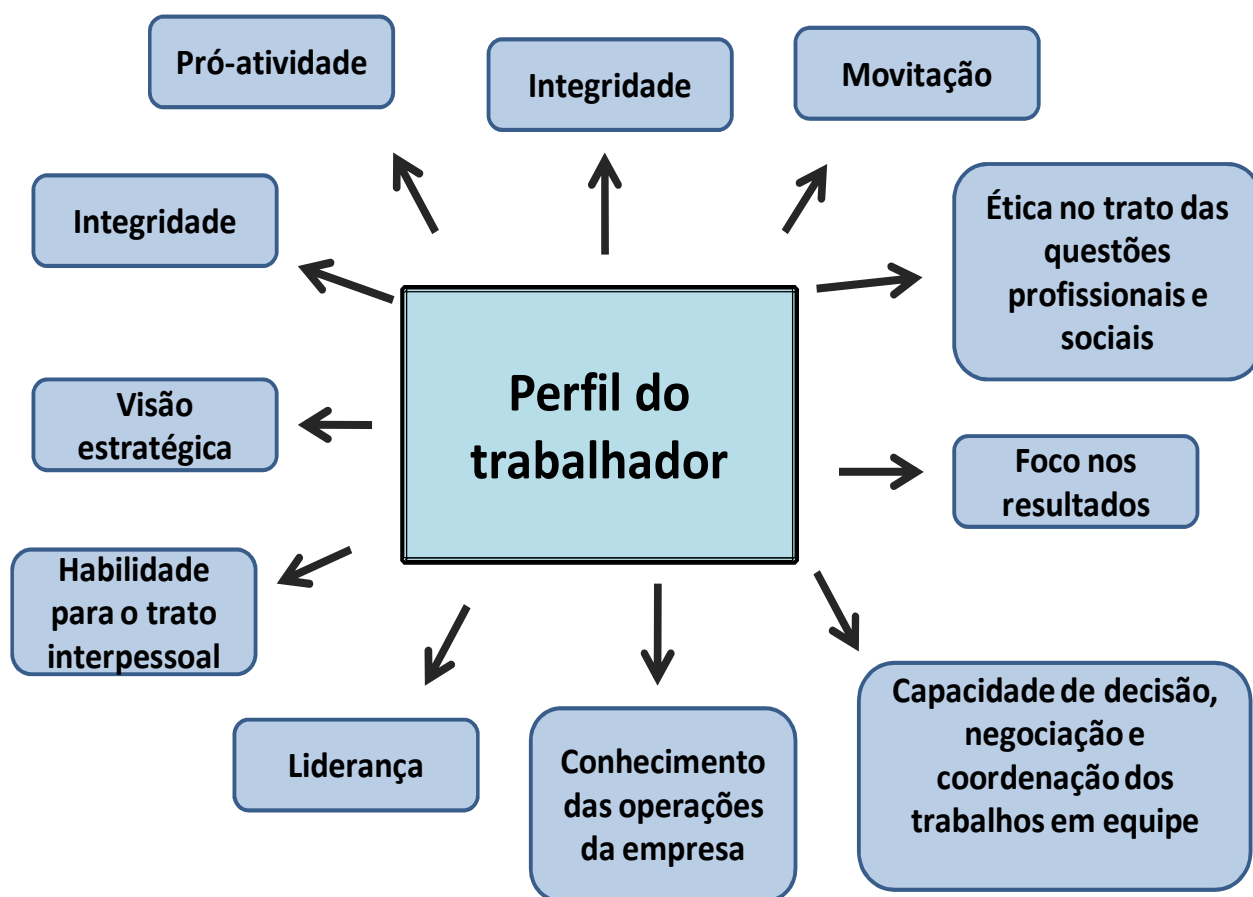 Pró-atividade
Integridade
Movitação
Integridade
Ética no trato das
questões
profissionais e
sociais
Perfil do
trabalhador
Visão
estratégica
Foco nos
resultados
Habilidade
para o trato
interpessoal
Liderança
Conhecimento
das operações
da empresa
Capacidade de decisão,
negociação e
coordenação dos
trabalhos em equipe